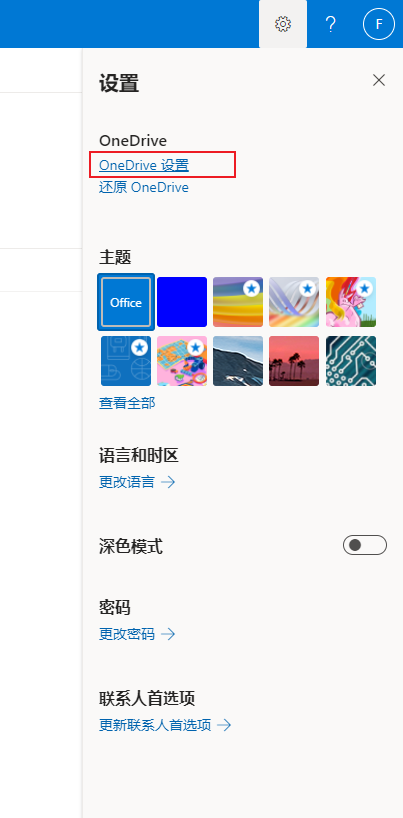 ?
F
设置
OneDrive
OneDrive 设置
还原 OneDrive
主题
Office
查看全部
语言和时区
更改语言 →
深色模式
密码
更改密码 →
联系人首选项
更新联系人首选项 →